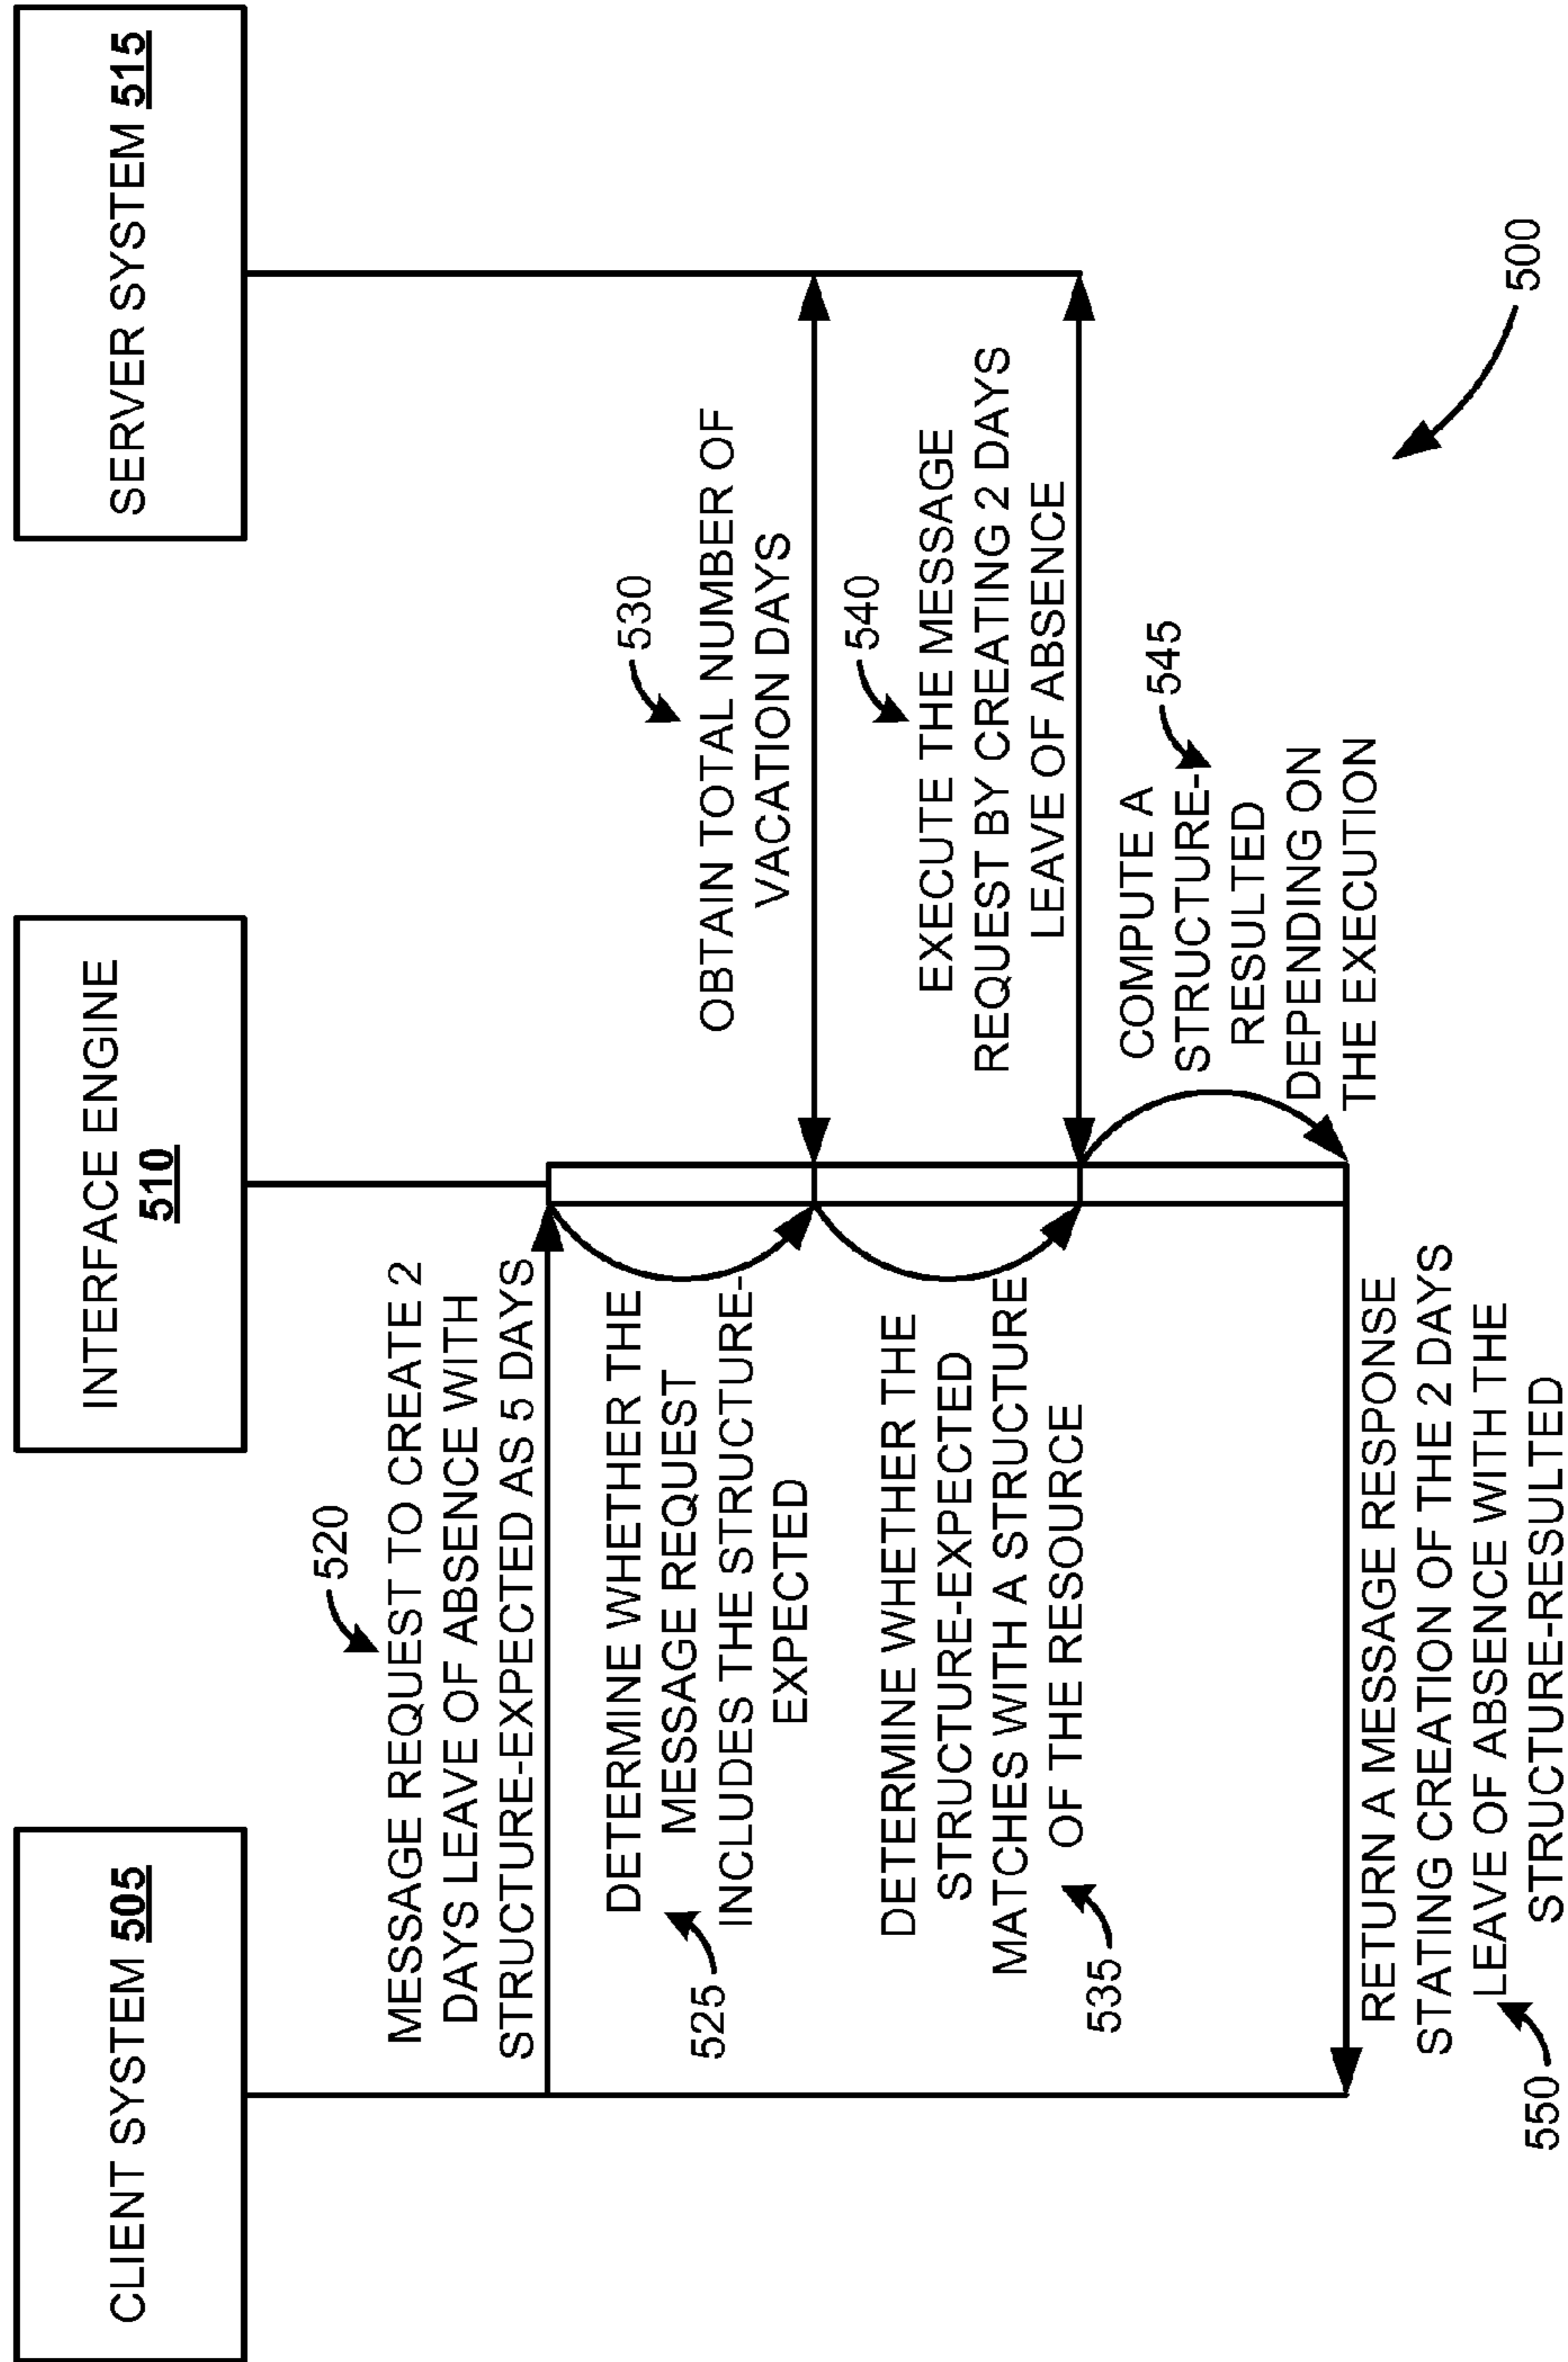 CLIENT SYSTEM 505
INTERFACE ENGINE
510
SERVER SYSTEM 515
520
MESSAGE REQUEST TO CREATE 2
DAYS LEAVE OF ABSENCE WITH
STRUCTURE-EXPECTED AS 5 DAYS
525
DETERMINE WHETHER THE
MESSAGE REQUEST
INCLUDES THE STRUCTURE-
EXPECTED
530
OBTAIN TOTAL NUMBER OF
VACATION DAYS
535
DETERMINE WHETHER THE
STRUCTURE-EXPECTED
MATCHES WITH A STRUCTURE
OF THE RESOURCE
540
EXECUTE THE MESSAGE
REQUEST BY CREATING 2 DAYS
LEAVE OF ABSENCE
545
COMPUTE A
STRUCTURE-
RESULTED
DEPENDING ON
THE EXECUTION
550
RETURN A MESSAGE RESPONSE
STATING CREATION OF THE 2 DAYS
LEAVE OF ABSENCE WITH THE
STRUCTURE-RESULTED
500